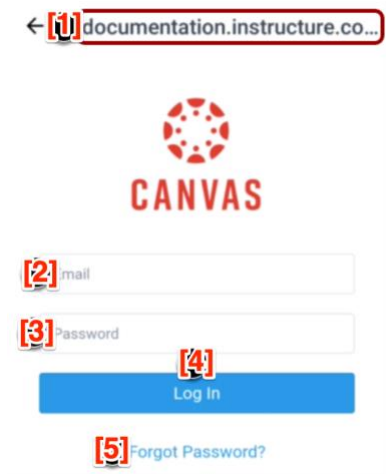 ← [1] documentation.instructure.co...
CANVAS
[2] Email
[3] Password
[4]
Log In
[5] Forgot Password?